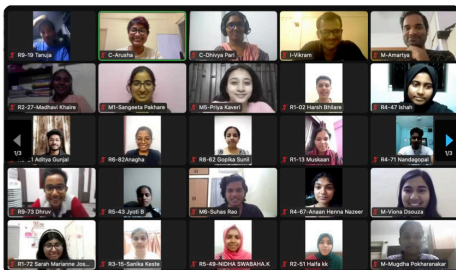 R9-19 Tanuja
C-Arusha
C-Dhivya Pari
I-Vikram
M-Amartya
R2-27-Madhavi Khaire
M1-Sangeeta Pakhare
M5-Priya Kaveri
R1-02 Harsh Bhilare
R4-47 Ishah
1/3
Aditya Gunjal
R6-82Anagha
R8-62 Gopika Sunil
R1-13 Muskaan
R4-71 Nandagopal
1/3
R9-73 Dhruv
R5-43 Jyoti B
M6-Suhas Rao
R4-67-Anaan Henna Nazeer
M-Viona Dsouza
R1-72 Sarah Marianne Jos...
R3-15-Sanika Keste
R5-49-NIDHA SWABAHA.K
R2-51 Haifa kk
M-Mugdha Pokharanakar